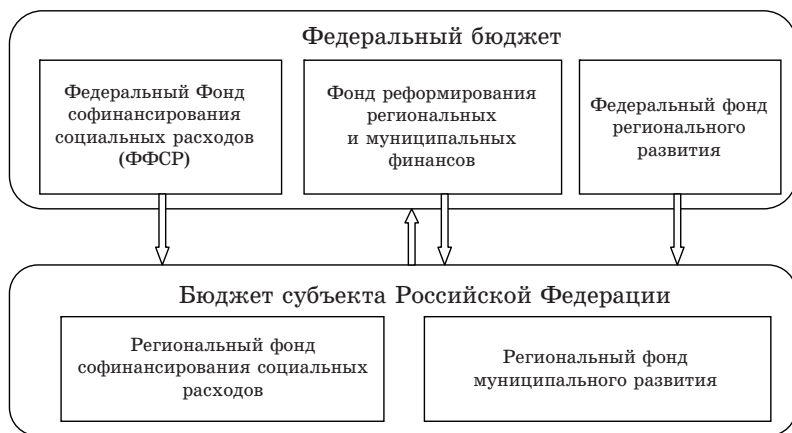 Федеральный бюджет
Федеральный Фонд
софинансирования
социальных расходов
(ФФСР)
Фонд реформирования
региональных
и муниципальных
финансов
Федеральный фонд
регионального
развития
Бюджет субъекта Российской Федерации
Региональный фонд
софинансирования социальных
расходов
Региональный фонд
муниципального развития